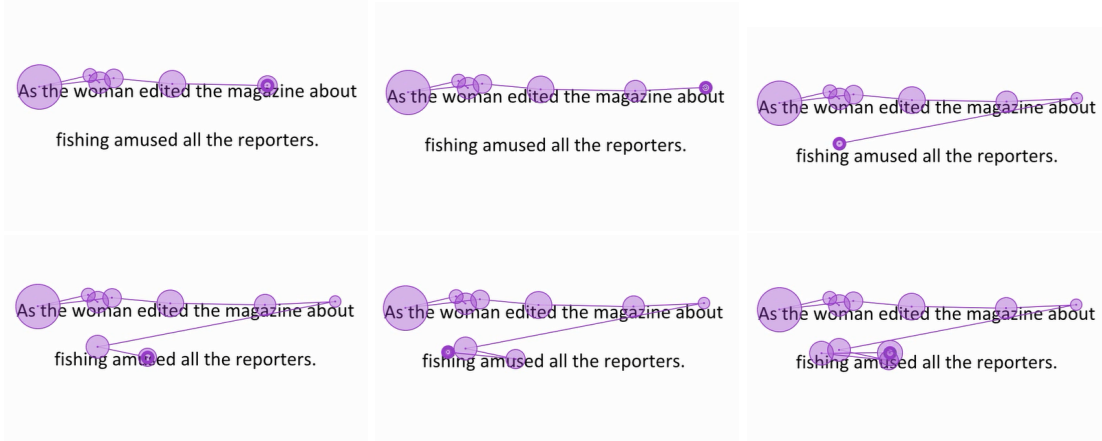 As the woman edited the magazine about
fishing amused all the reporters.
As the woman edited the magazine about
fishing amused all the reporters.
As the woman edited the magazine about
fishing amused all the reporters.
As the woman edited the magazine about
fishing amused all the reporters.
As the woman edited the magazine about
fishing amused all the reporters.
As the woman edited the magazine about
fishing amused all the reporters.